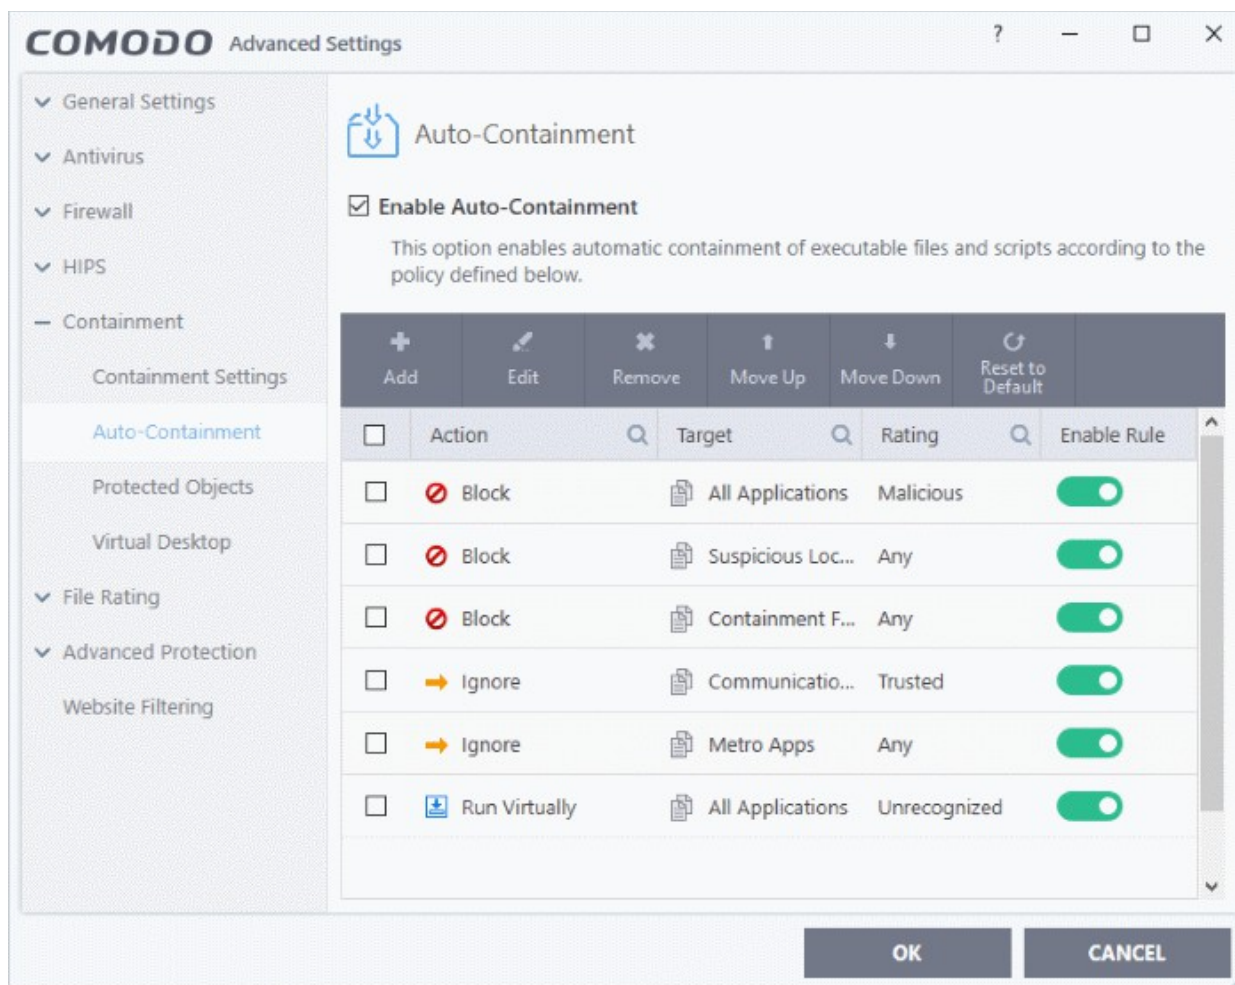 COMODO Advanced Settings ?
General Settings
Antivirus
Firewall
HIPS
Containment
Containment Settings
Auto-Containment
Protected Objects
Virtual Desktop
File Rating
Advanced Protection
Website Filtering
Auto-Containment
Enable Auto-Containment
This option enables automatic containment of executable files and scripts according to the
policy defined below.
Add Edit Remove Move Up Move Down Reset to
Default
Action Target Rating Enable Rule
Block All Applications Malicious
Block Suspicious Loc... Any
Block Containment F... Any
Ignore Communicatio... Trusted
Ignore Metro Apps Any
Run Virtually All Applications Unrecognized
OK CANCEL